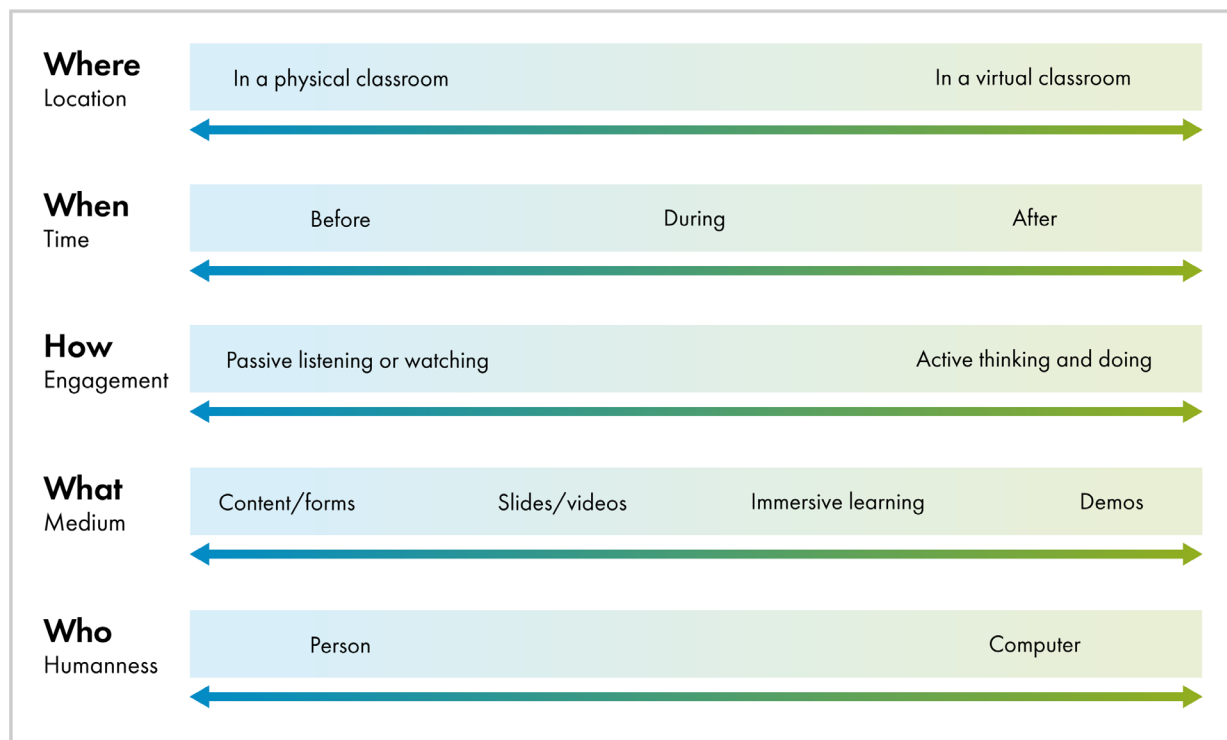 Where
Location
In a physical classroom
In a virtual classroom
When
Time
Before
During
After
How
Engagement
Passive listening or watching
Active thinking and doing
What
Medium
Content/forms
Slides/videos
Immersive learning
Demos
Who
Humanness
Person
Computer